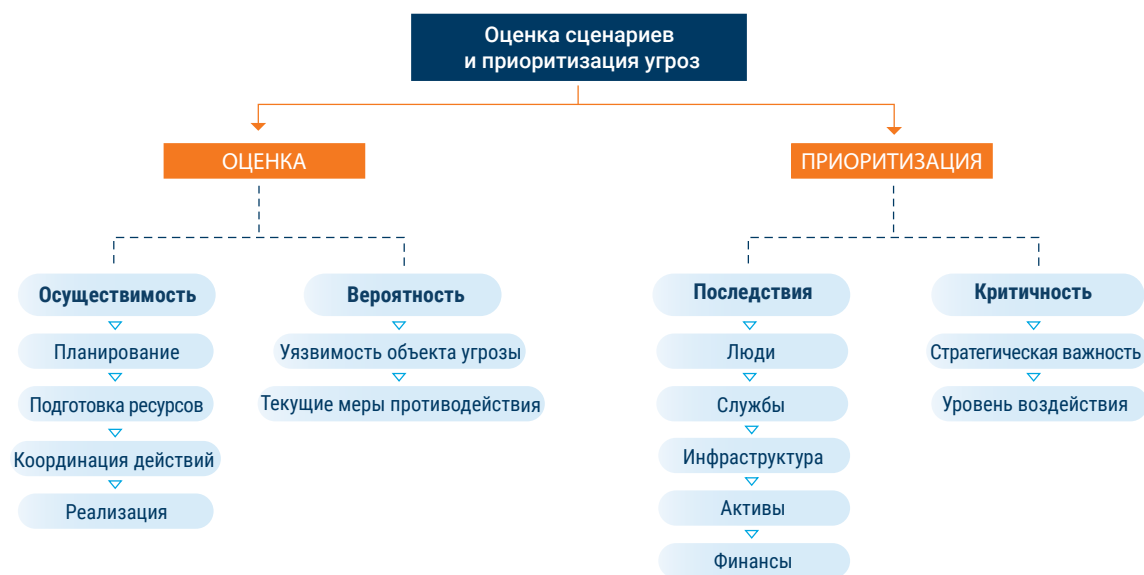 Оценка сценариев
и приоритизация угроз
ОЦЕНКА
ПРИОРИТИЗАЦИЯ
Осуществимость
Планирование
Подготовка ресурсов
Координация действий
Реализация
Вероятность
Уязвимость объекта угрозы
Текущие меры противодействия
Последствия
Люди
Службы
Инфраструктура
Активы
Финансы
Критичность
Стратегическая важность
Уровень воздействия